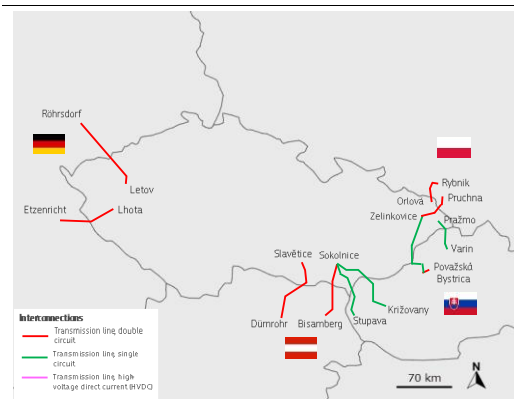 Röhrsdorf
Letov
Etzenricht
Lhota
Rybnik
Orlová
Pruchna
Zelinkovice
Pražmo
Varin
Slavětice
Sokolnice
Považská
Bystrica
Križovany
Dürnrohr
Bisamberg
Stupava
Interconnections
Transmission line, double
circuit
Transmission line, single
circuit
Transmission line, high-
voltage direct current (HVDC)
70 km
N